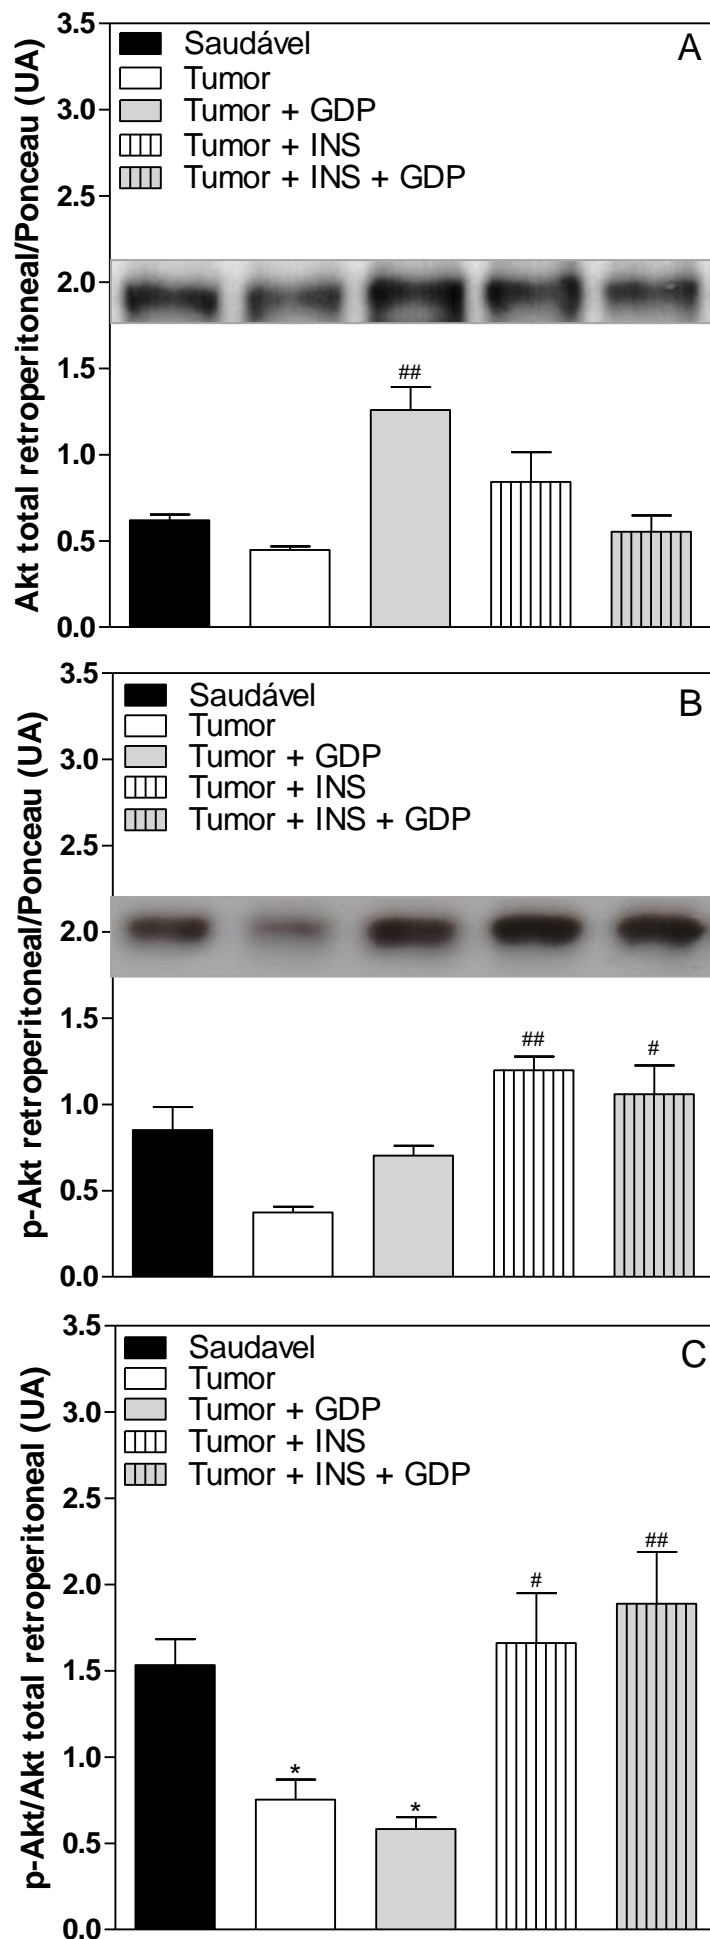 3.5
Saudável
A
Tumor
3.0
Tumor + GDP
Tumor + INS
2.5
Tumor + INS + GDP
2.0
1.5
##
1.0
0.5
0.0
Akt total retroperitoneal/Ponceau (UA)
3.5
Saudável
B
Tumor
3.0
Tumor + GDP
Tumor + INS
2.5
Tumor + INS + GDP
2.0
1.5
##
#
1.0
0.5
0.0
p-Akt retroperitoneal/Ponceau (UA)
3.5
Saudavel
C
Tumor
3.0
Tumor + GDP
Tumor + INS
Tumor + INS + GDP
2.5
##
2.0
#
1.5
1.0
*
*
0.5
0.0
p-Akt/Akt total retroperitoneal (UA)